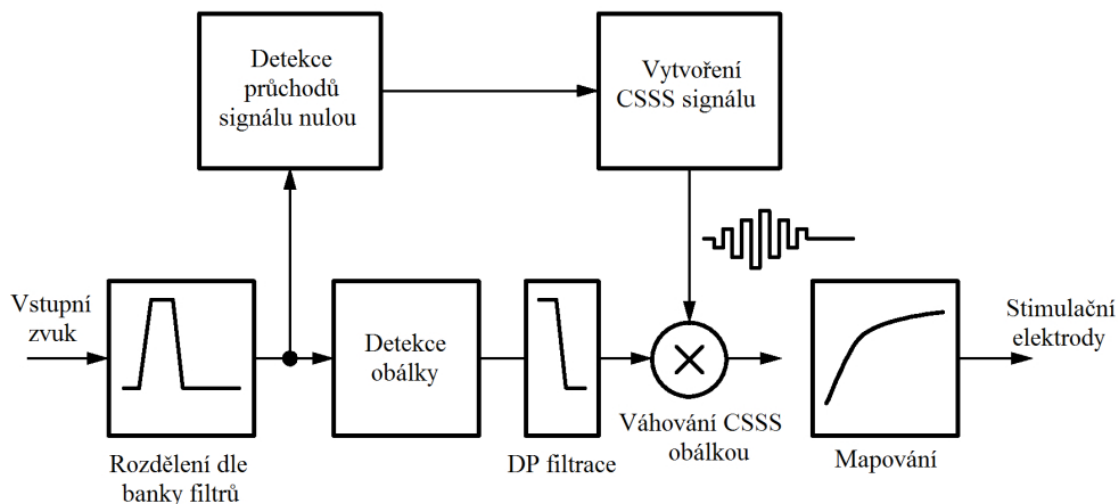 Detekce
průchodů
signálu nulou
Vytvoření
CSSS signálu
Vstupní
zvuk
Rozdělení dle
banky filtrů
Detekce
obálky
DP filtrace
Váhování CSSS
obálkou
Mapování
Stimulační
elektrody